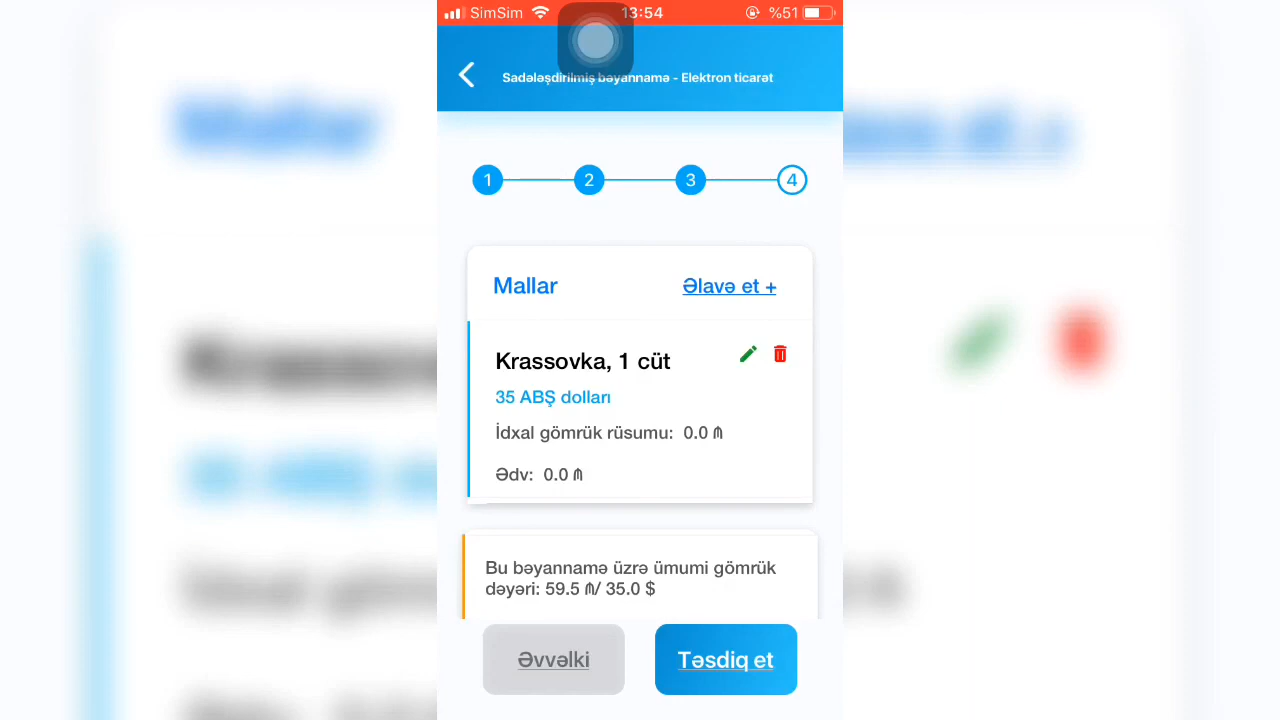 SimSim 13:54 %51
Sadələşdirilmiş bəyannamə - Elektron ticarət
1 2 3 4
Mallar Əlavə et +
Krassovka, 1 cüt
35 ABŞ dolları
İdxal gömrük rüsumu: 0.0 ₼
Ədv: 0.0 ₼
Bu bəyannamə üzrə ümumi gömrük
dəyəri: 59.5 ₼/ 35.0 $
Əvvəlki Təsdiq et